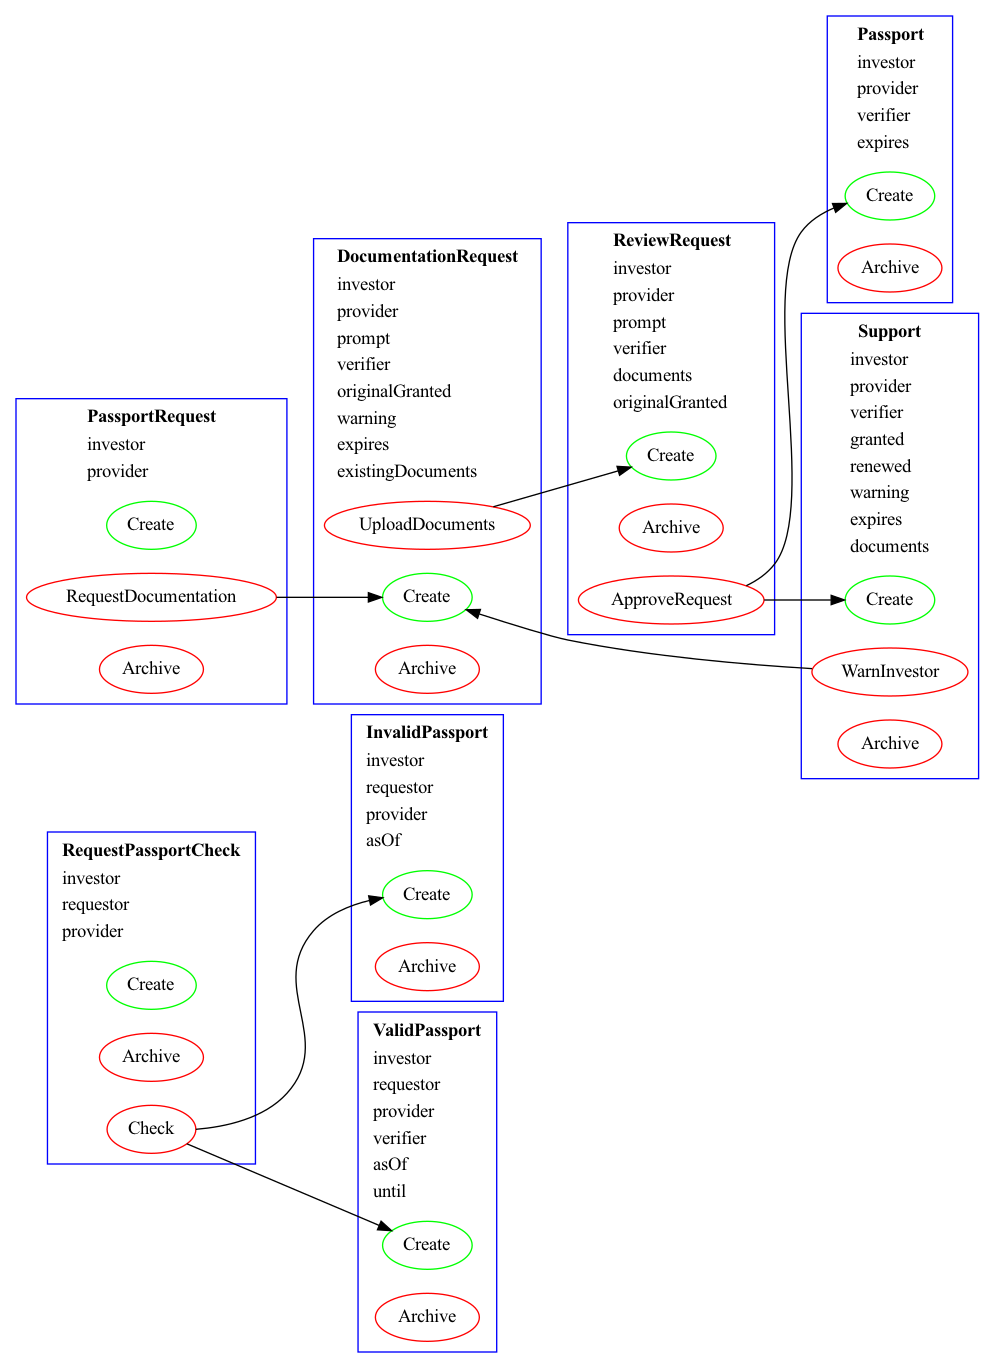 Passport
investor
provider
verifier
expires
Create
Archive
DocumentationRequest
investor
provider
prompt
verifier
originalGranted
warning
expires
existingDocuments
UploadDocuments
Create
Archive
ReviewRequest
investor
provider
prompt
verifier
documents
originalGranted
Create
Archive
ApproveRequest
Support
investor
provider
verifier
granted
renewed
warning
expires
documents
Create
WarnInvestor
Archive
PassportRequest
investor
provider
Create
RequestDocumentation
Archive
InvalidPassport
investor
requestor
provider
asOf
Create
Archive
RequestPassportCheck
investor
requestor
provider
Create
Archive
Check
ValidPassport
investor
requestor
provider
verifier
asOf
until
Create
Archive